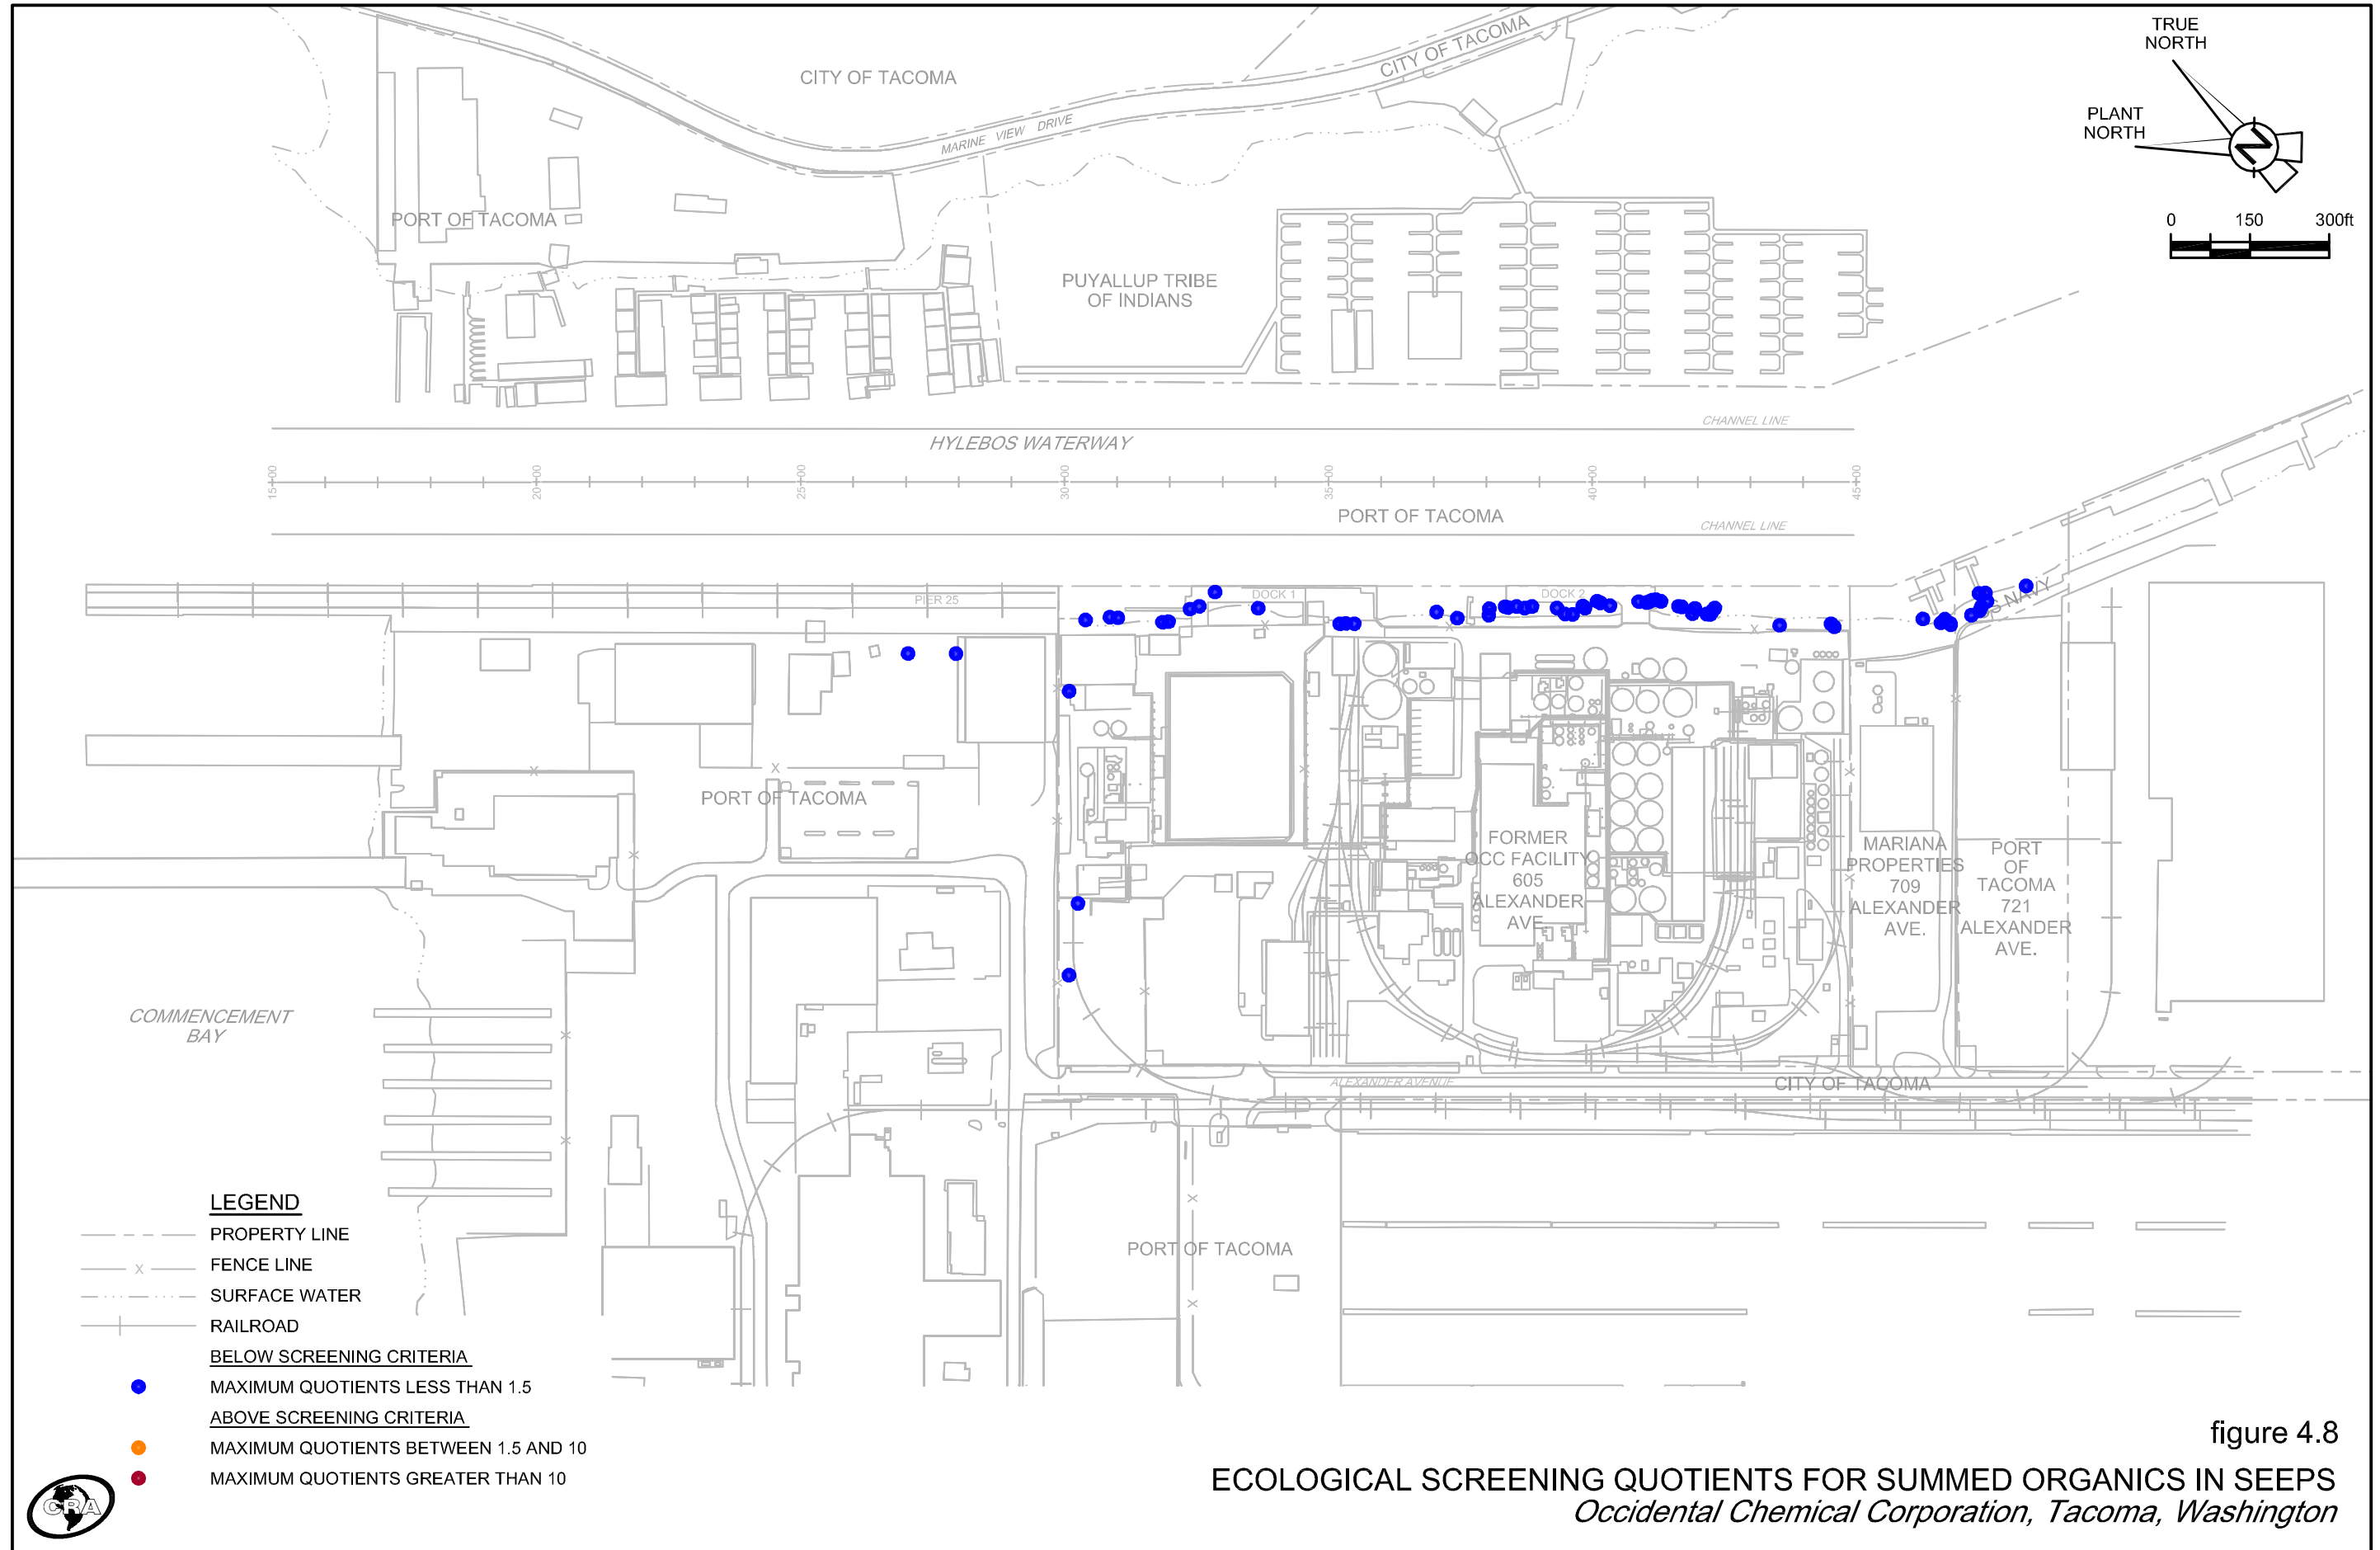 TRUE
NORTH
PLANT
NORTH
0 150 300ft
CITY OF TACOMA
CITY OF TACOMA
MARINE VIEW DRIVE
PORT OF TACOMA
PUYALLUP TRIBE
OF INDIANS
CHANNEL LINE
HYLEBOS WATERWAY
15+00 20+00 25+00 30+00 35+00 40+00 45+00
PORT OF TACOMA
CHANNEL LINE
PIER 25
DOCK 1
DOCK 2
NAVY
PORT OF TACOMA
FORMER
OCC FACILITY
605
ALEXANDER
AVE.
MARIANA
PROPERTIES
709
ALEXANDER
AVE.
PORT
OF
TACOMA
721
ALEXANDER
AVE.
COMMENCEMENT
BAY
ALEXANDER AVENUE
CITY OF TACOMA
PORT OF TACOMA
LEGEND
PROPERTY LINE
X FENCE LINE
SURFACE WATER
RAILROAD
BELOW SCREENING CRITERIA
MAXIMUM QUOTIENTS LESS THAN 1.5
ABOVE SCREENING CRITERIA
MAXIMUM QUOTIENTS BETWEEN 1.5 AND 10
MAXIMUM QUOTIENTS GREATER THAN 10
CRA
figure 4.8
ECOLOGICAL SCREENING QUOTIENTS FOR SUMMED ORGANICS IN SEEPS
Occidental Chemical Corporation, Tacoma, Washington